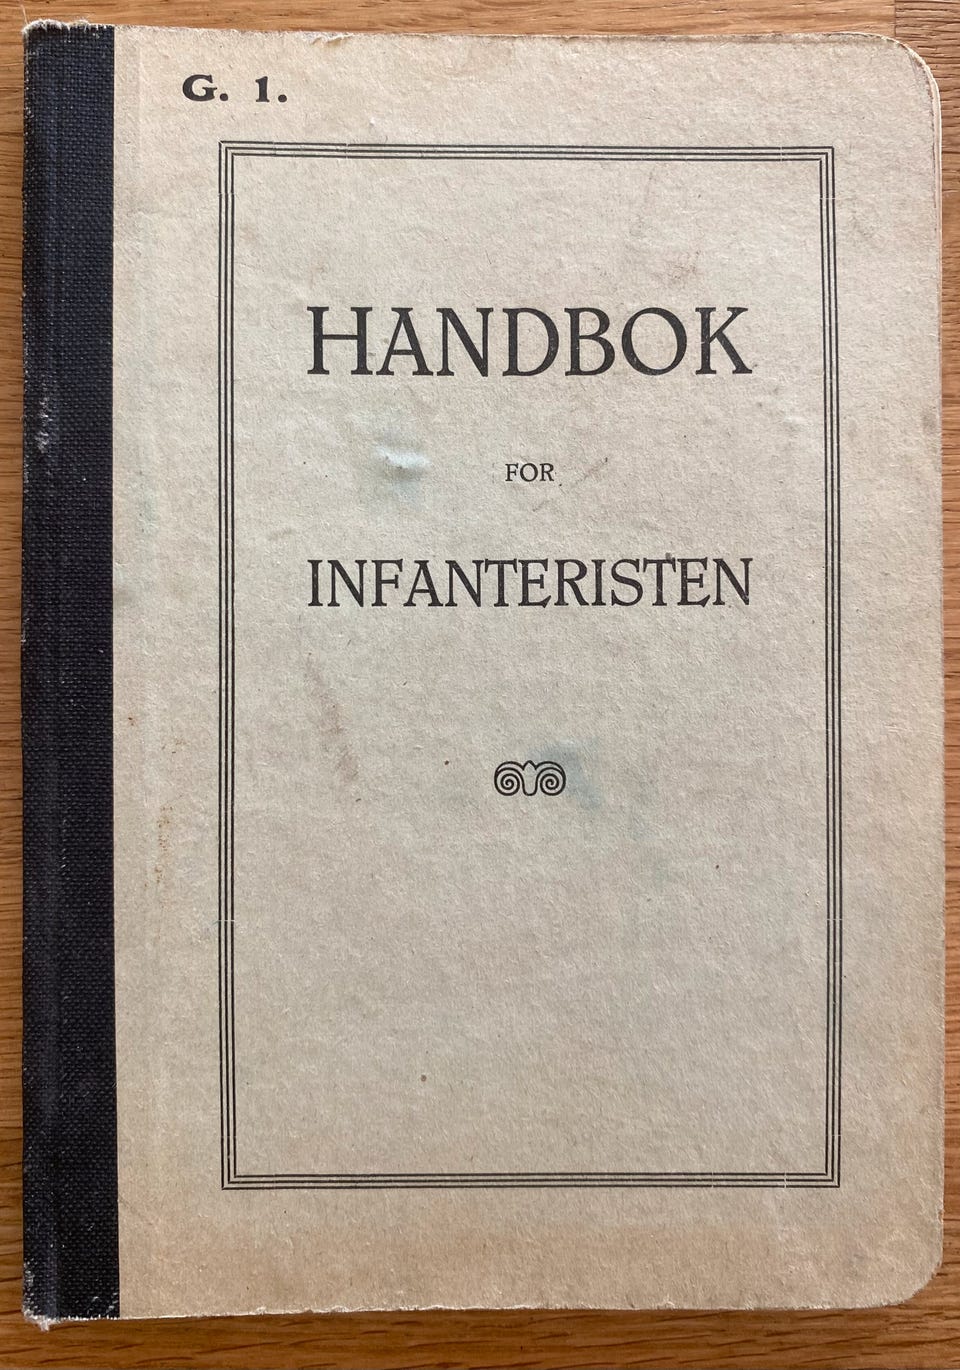 G. 1.
HANDBOK
FOR
INFANTERISTEN